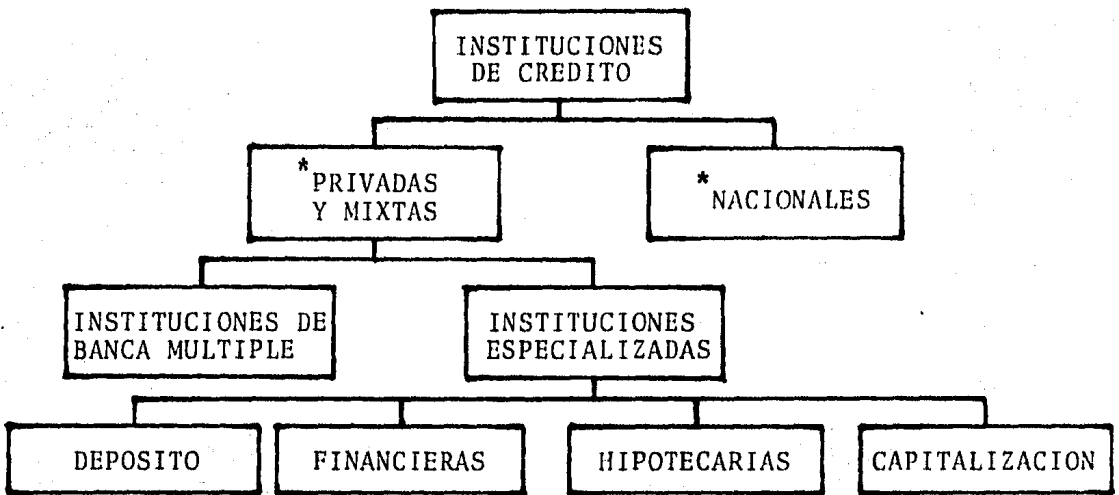 INSTITUCIONES
DE CREDITO
*PRIVADAS
Y MIXTAS
*NACIONALES
INSTITUCIONES DE
BANCA MULTIPLE
INSTITUCIONES
ESPECIALIZADAS
DEPOSITO
FINANCIERAS
HIPOTECARIAS
CAPITALIZACION